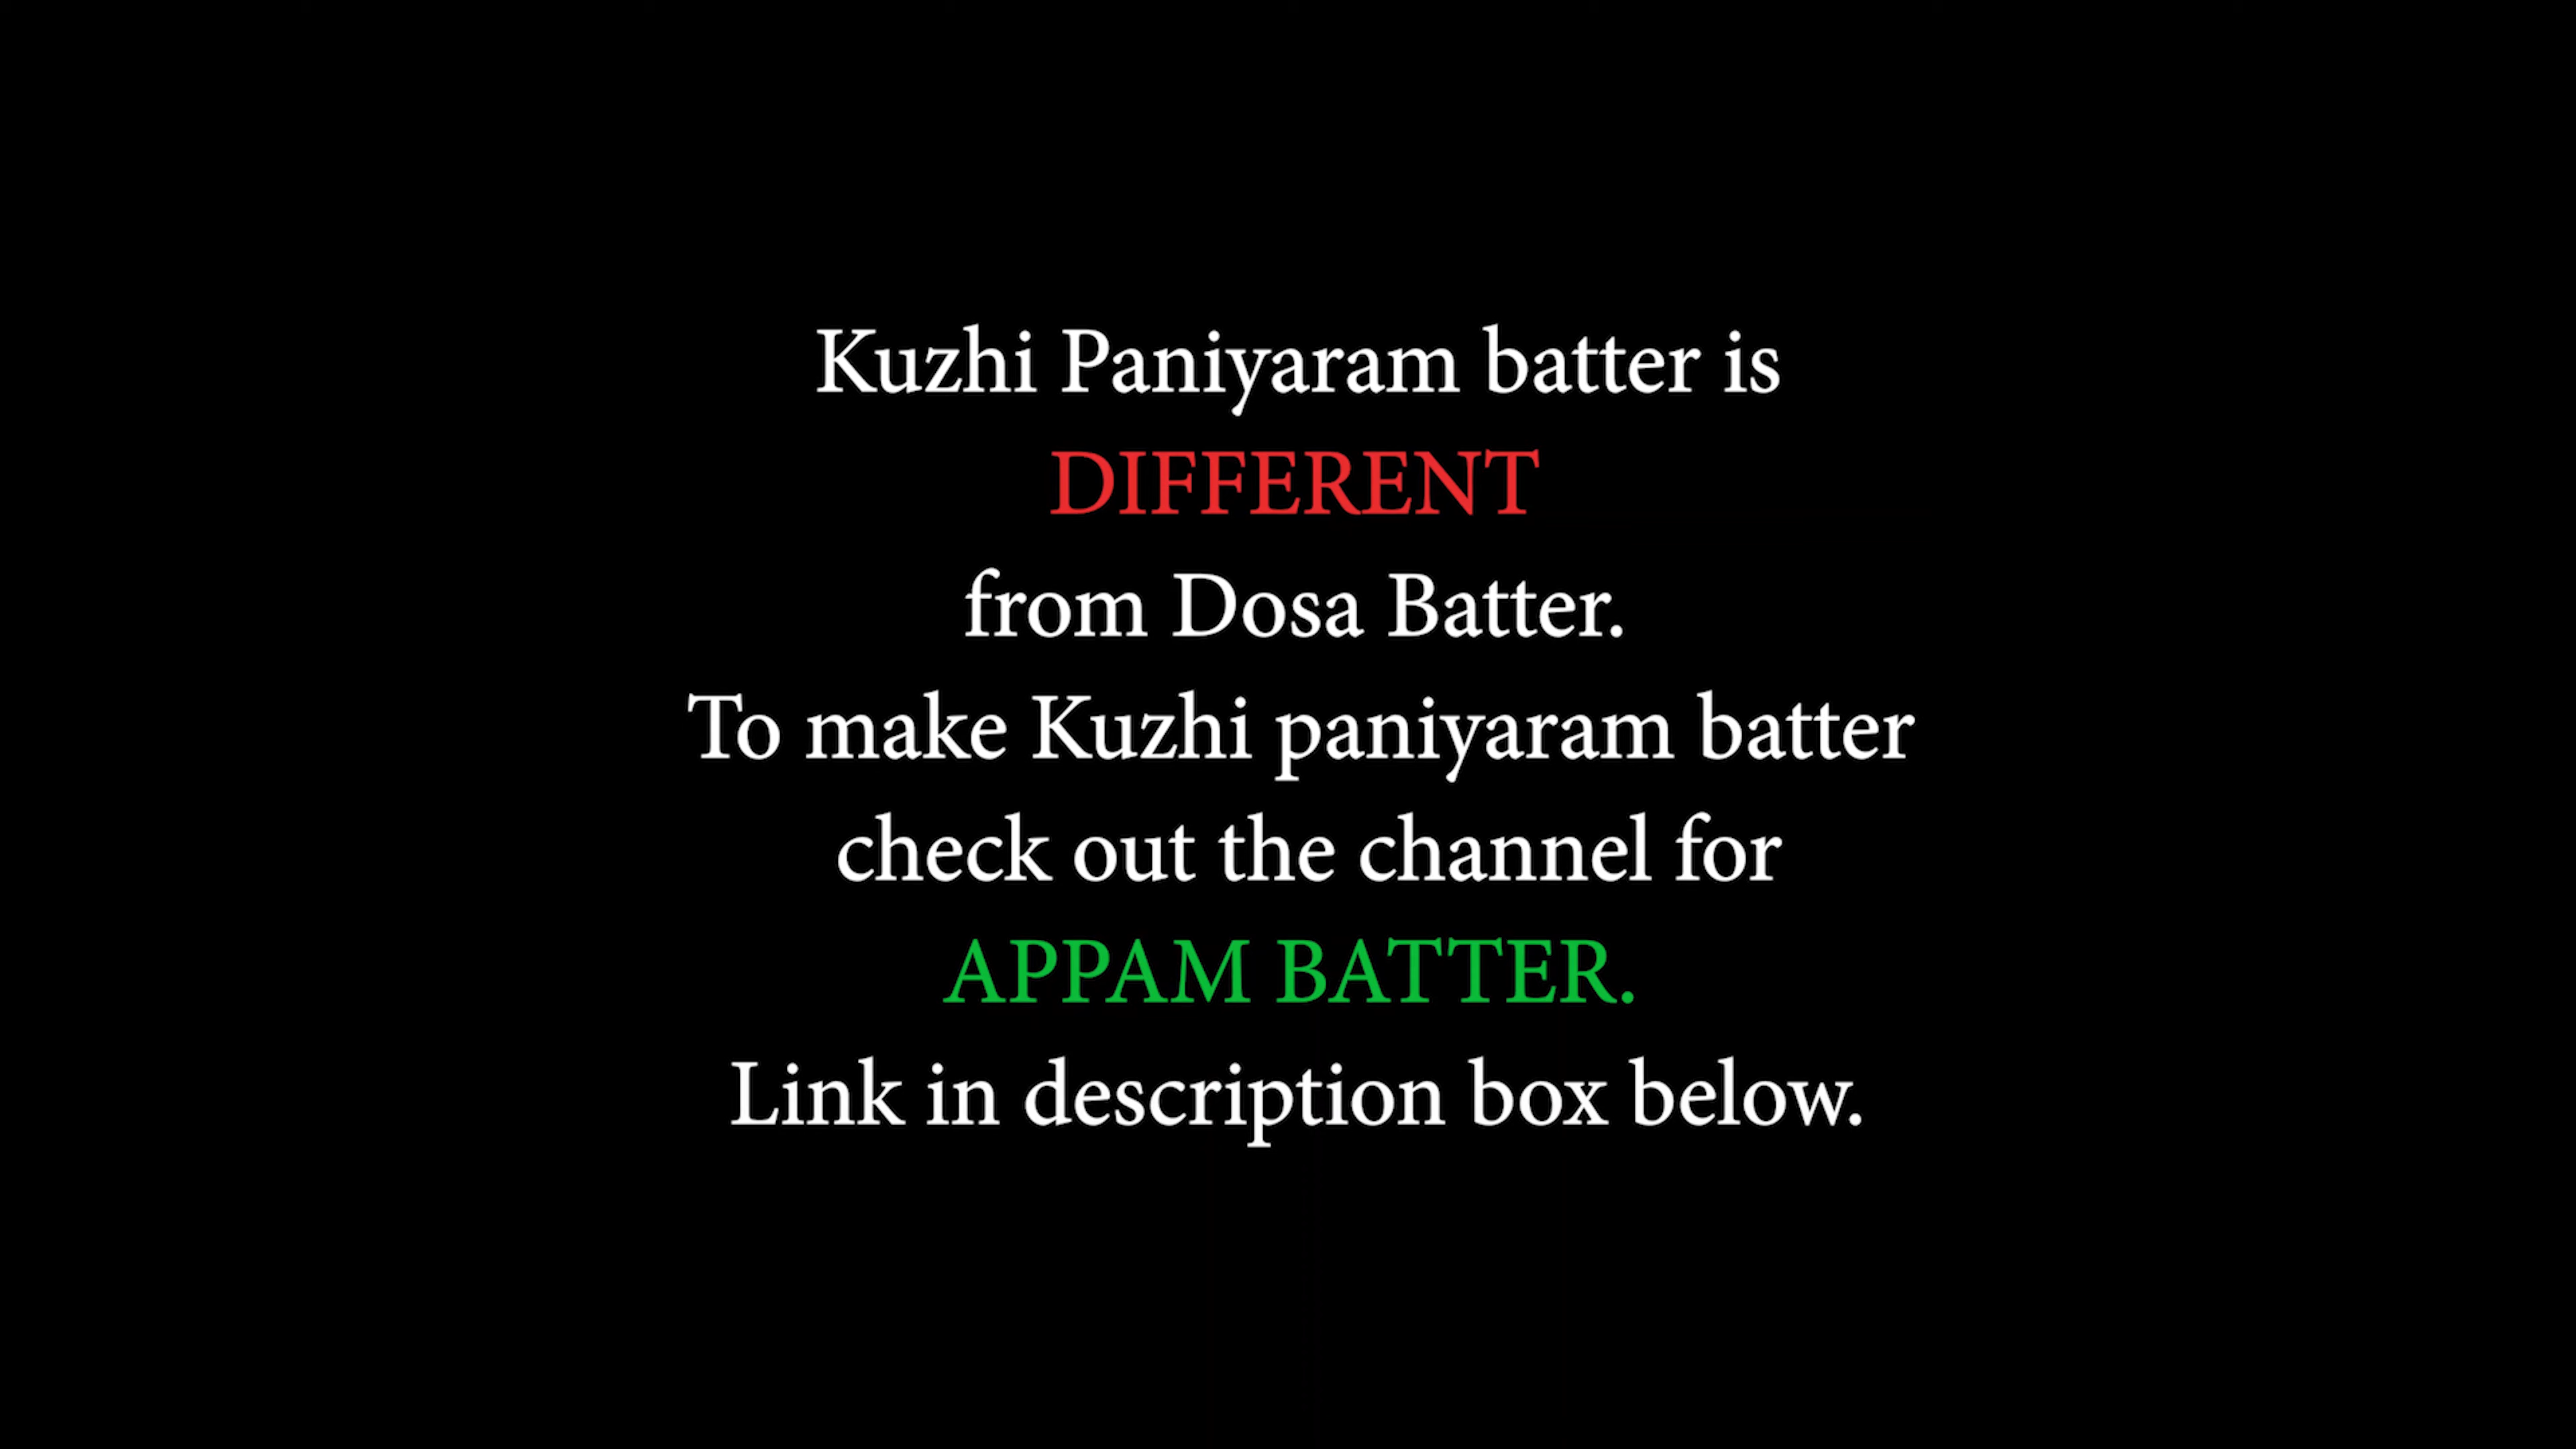 Kuzhi Paniyaram batter is
DIFFERENT
from Dosa Batter.
To make Kuzhi paniyaram batter
check out the channel for
APPAM BATTER.
Link in description box below.